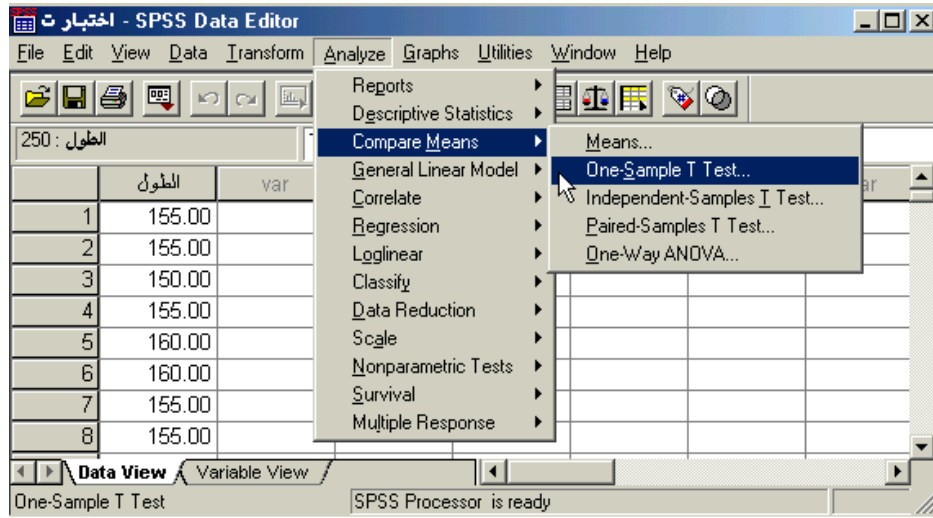 اختبار ت - SPSS Data Editor
File Edit View Data Transform Analyze Graphs Utilities Window Help
250 : الطول
Reports
Descriptive Statistics
Compare Means
General Linear Model
Correlate
Regression
Loglinear
Classify
Data Reduction
Scale
Nonparametric Tests
Survival
Multiple Response
Means...
One-Sample T Test...
Independent-Samples T Test...
Paired-Samples T Test...
One-Way ANOVA...
الطول var ar
1 155.00
2 155.00
3 150.00
4 155.00
5 160.00
6 160.00
7 155.00
8 155.00
Data View Variable View
One-Sample T Test SPSS Processor is ready